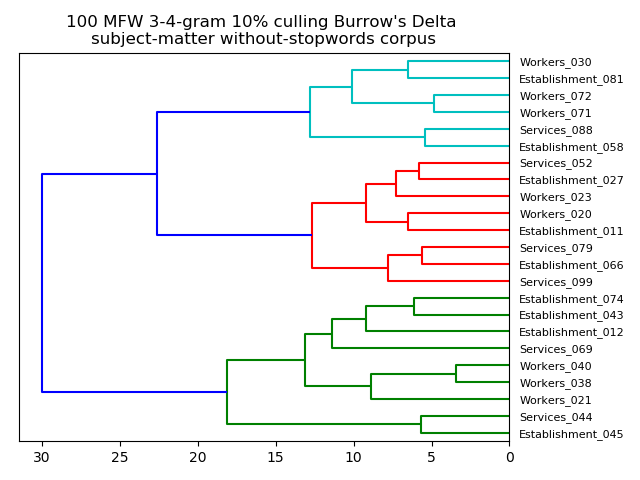 100 MFW 3-4-gram 10% culling Burrow's Delta
subject-matter without-stopwords corpus
Workers_030
Establishment_081
Workers_072
Workers_071
Services_088
Establishment_058
Services_052
Establishment_027
Workers_023
Workers_020
Establishment_011
Services_079
Establishment_066
Services_099
Establishment_074
Establishment_043
Establishment_012
Services_069
Workers_040
Workers_038
Workers_021
Services_044
Establishment_045
30 25 20 15 10 5 0